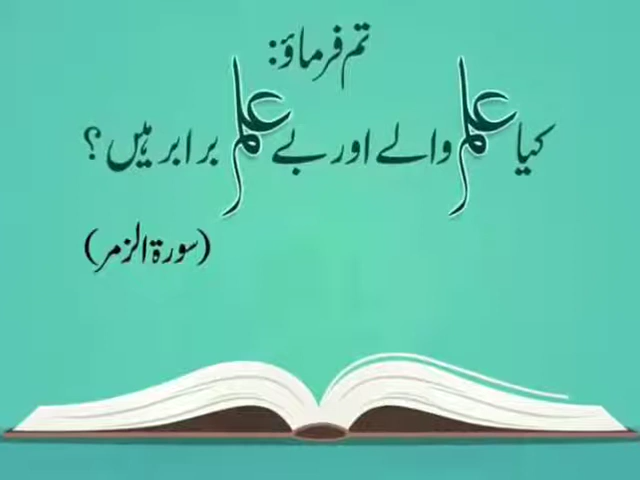 تم فرماؤ:
کیا علم والے اور بے علم برابر ہیں؟
(سورۃ الزمر)